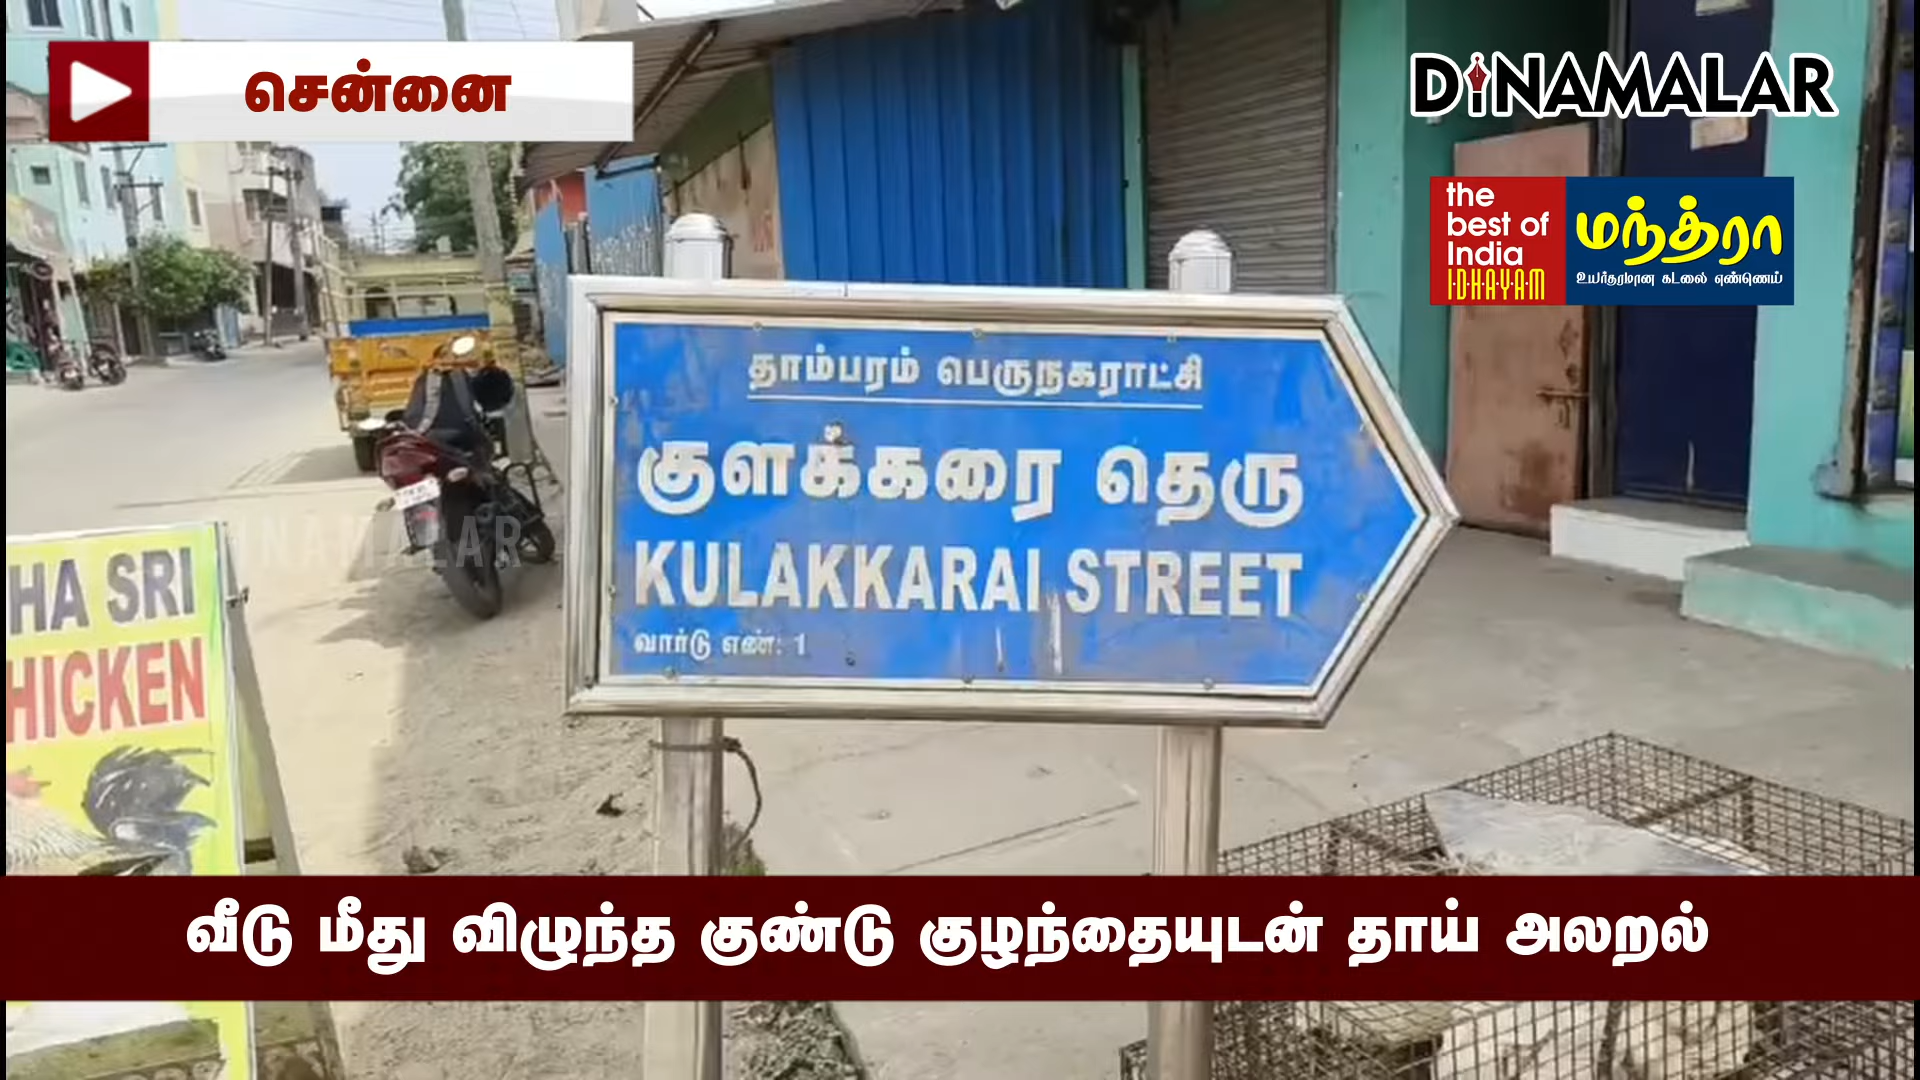 சென்னை
DINAMALAR
the
best of
India
IDHAYAM
மந்த்ரா
உயர்தரமான கடலை எண்ணெய்
தாம்பரம் பெருநகராட்சி
குளக்கரை தெரு
KULAKKARAI STREET
வார்டு எண்: 1
DINAMALAR
HA SRI
HICKEN
வீடு மீது விழுந்த குண்டு குழந்தையுடன் தாய் அலறல்